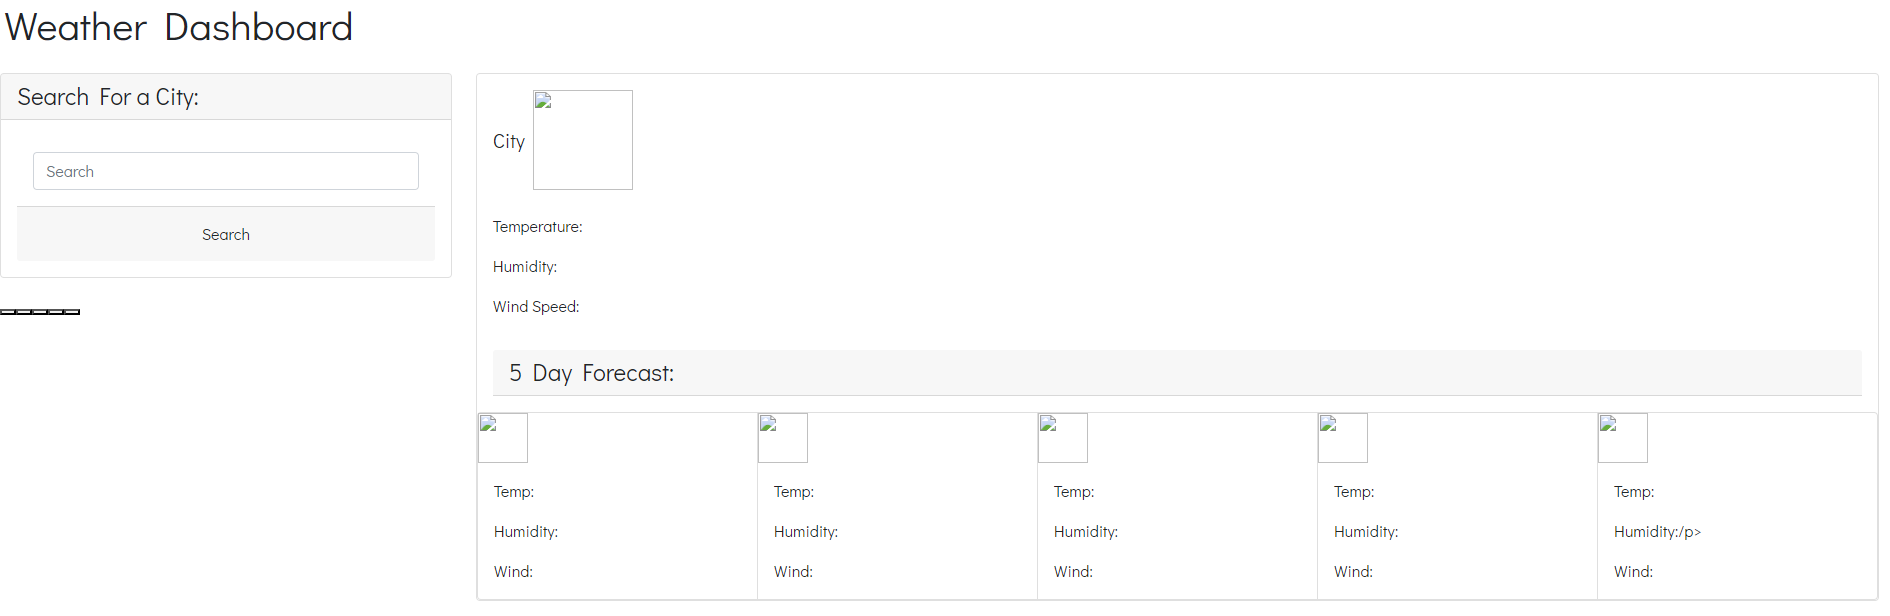 Weather Dashboard
Search For a City:
Search
Search
City
Temperature:
Humidity:
Wind Speed:
5 Day Forecast:
Temp:
Humidity:
Wind:
Temp:
Humidity:
Wind:
Temp:
Humidity:
Wind:
Temp:
Humidity:
Wind:
Temp:
Humidity:/p>
Wind: